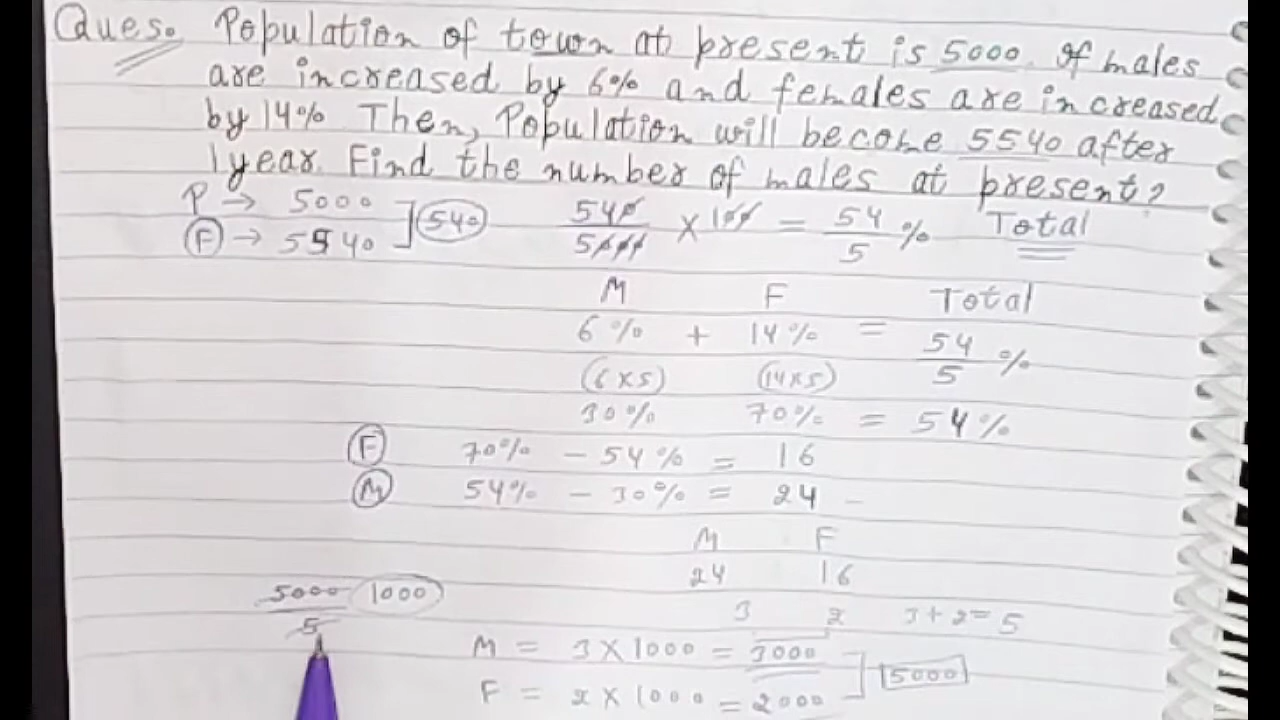 Ques. Population of town at present is 5000. If males
are increased by 6% and females are increased
by 14% Then, Population will become 5540 after
1 year. Find the number of males at present?
P → 5000
F → 5540 ] 540 540/5000 × 100 = 54/5 % Total
M F Total
6% + 14% = 54/5 %
(6×5) (14×5)
30% 70% = 54%
F 70% - 54% = 16
M 54% - 30% = 24 -
M F
24 16
5000/5 1000 3 2 3+2=5
M = 3 × 1000 = 3000
F = 2 × 1000 = 2000 ] 5000